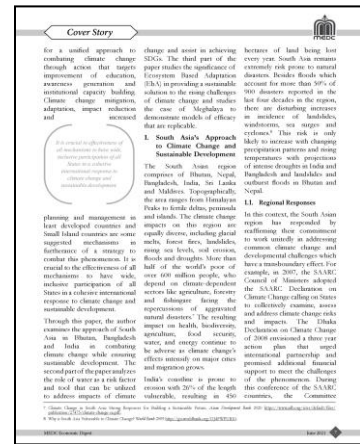 Cover Story
MEDC
for a unified approach to
combating climate change
through action that targets
improvement of education,
awareness generation and
institutional capacity building.
Climate change mitigation,
adaptation, impact reduction
and increased
It is crucial to effectiveness of
all mechanisms to have wide,
inclusive participation of all
States in a cohesive
international response to
climate change and
sustainable development
planning and management in
least developed countries and
Small Island countries are some
suggested mechanisms in
furtherance of a strategy to
combat this phenomenon. It is
crucial to the effectiveness of all
mechanisms to have wide,
inclusive participation of all
States in a cohesive international
response to climate change and
sustainable development.
Through this paper, the author
examines the approach of South
Asia in Bhutan, Bangladesh
and India in combating
climate change while ensuring
sustainable development. The
second part of the paper analyzes
the role of water as a risk factor
and tool that can be utilized
to address impacts of climate
change and assist in achieving
SDGs. The third part of the
paper studies the significance of
Ecosystem Based Adaptation
(EbA) in providing a sustainable
solution to the rising challenges
of climate change and studies
the case of Meghalaya to
demonstrate models of efficacy
that are replicable.
1. South Asia's Approach
to Climate Change and
Sustainable Development
The South Asian region
comprises of Bhutan, Nepal,
Bangladesh, India, Sri Lanka
and Maldives. Topographically,
the area ranges from Himalayan
Peaks to fertile deltas, peninsula
and islands. The climate change
impacts on this region are
equally diverse, including glacial
melts, forest fires, landslides,
rising sea levels, soil erosion,
floods and droughts. More than
half of the world's poor of
over 600 million people, who
depend on climate-dependent
sectors like agriculture, forestry
and fishing are facing the
repercussions of aggravated
natural disasters.⁷ The resulting
impact on health, biodiversity,
agriculture, food security,
water, and energy continue to
be adverse as climate change's
effects intensify on major cities
and migration grows.
India's coastline is prone to
erosion with 26% of the length
vulnerable, resulting in 450
hectares of land being lost
every year. South Asia remains
extremely risk prone to natural
disasters. Besides floods which
account for more than 50% of
900 disasters reported in the
last four decades in the region,
there are disturbing increases
in incidence of landslides,
windstorms, sea surges and
cyclones.⁸ This risk is only
likely to increase with changing
precipitation patterns and rising
temperatures with projections
of intense droughts in India and
Bangladesh and landslides and
outburst floods in Bhutan and
Nepal.
1.1. Regional Responses
In this context, the South Asian
region has responded by
reaffirming their commitment
to work unitedly in addressing
common climate change and
developmental challenges which
have a transboundary effect. For
example, in 2007, the SAARC
Council of Ministers adopted
the SAARC Declaration on
Climate Change calling on States
to collectively examine, assess
and address climate change risks
and impacts. The Dhaka
Declaration on Climate Change
of 2008 envisioned a three year
action plan that urged
international partnership and
promised additional financial
support to meet the challenges
of the phenomenon. During
this conference of the SAARC
countries, the Committee
MEDC Economic Digest